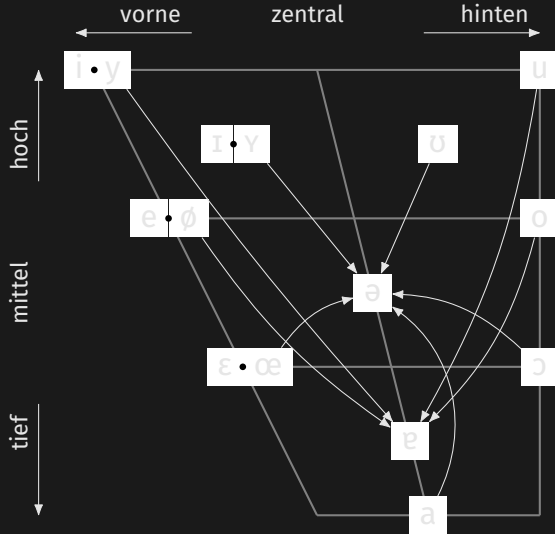 vorne zentral hinten
i y u
hoch
ɪ ʏ ʊ
e ø o
mittel
ə
ɛ œ ɔ
tief
ɐ
a